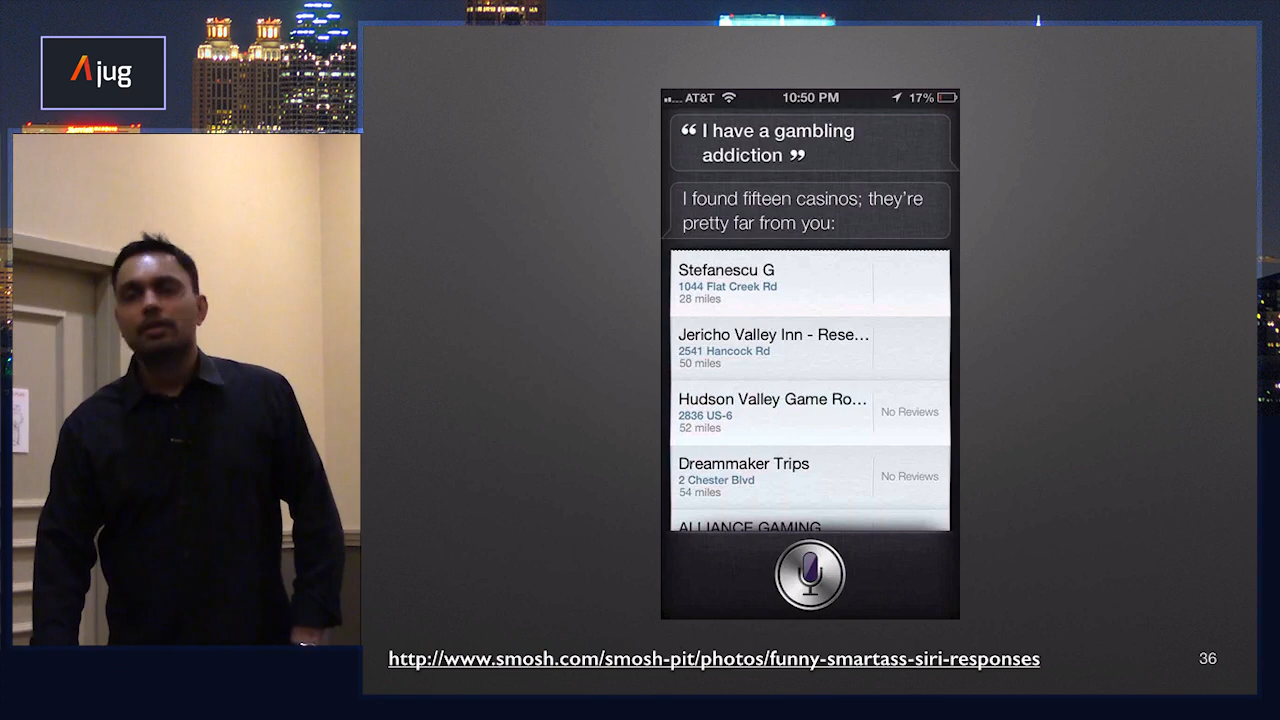 jug
AT&T
10:50 PM
17%
“ I have a gambling
addiction ”
I found fifteen casinos; they're
pretty far from you:
Stefanescu G
1044 Flat Creek Rd
28 miles
Jericho Valley Inn - Rese…
2541 Hancock Rd
50 miles
Hudson Valley Game Ro…
2836 US-6
52 miles
No Reviews
Dreammaker Trips
2 Chester Blvd
54 miles
No Reviews
ALLIANCE GAMING
http://www.smosh.com/smosh-pit/photos/funny-smartass-siri-responses
36